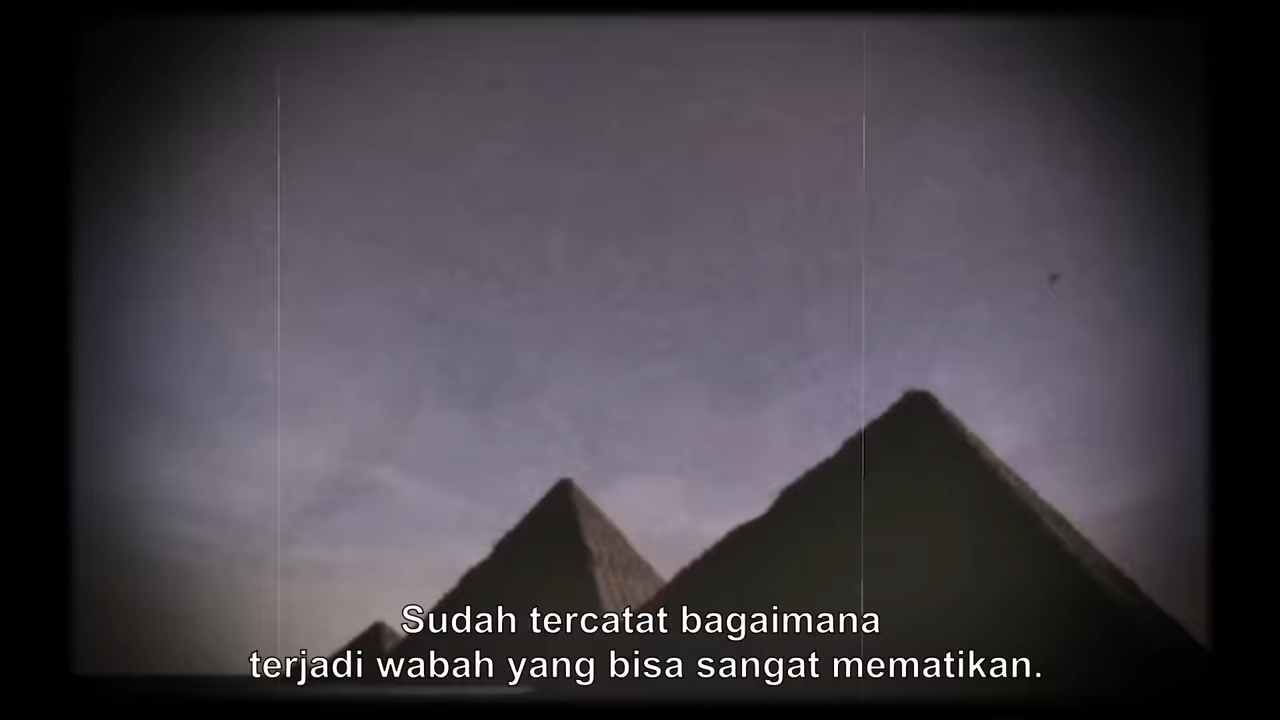 Sudah tercatat bagaimana
terjadi wabah yang bisa sangat mematikan.